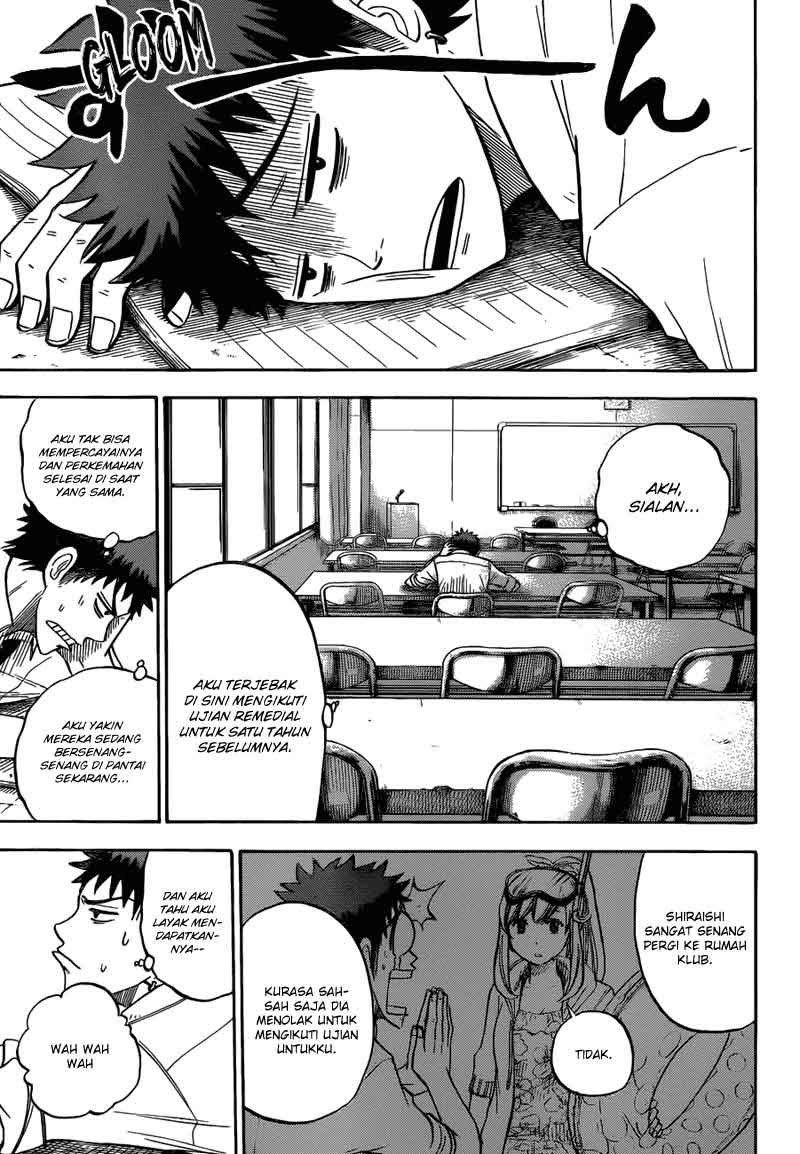 ん
GLOOM
AKH,
SIALAN...
AKU TERJEBAK
DI SINI MENGIKUTI
UJIAN REMEDIAL
UNTUK SATU TAHUN
SEBELUMNYA.
AKU TAK BISA
MEMPERCAYAINYA
DAN PERKEMAHAN
SELESAI DI SAAT
YANG SAMA.
AKU YAKIN
MEREKA SEDANG
BERSENANG-
SENANG DI PANTAI
SEKARANG...
SHIRAISHI
SANGAT SENANG
PERGI KE RUMAH
KLUB.
TIDAK.
KURASA SAH-
SAH SAJA DIA
MENOLAK UNTUK
MENGIKUTI UJIAN
UNTUKKU.
DAN AKU
TAHU AKU
LAYAK MEN-
DAPATKAN-
NYA--
WAH WAH
WAH